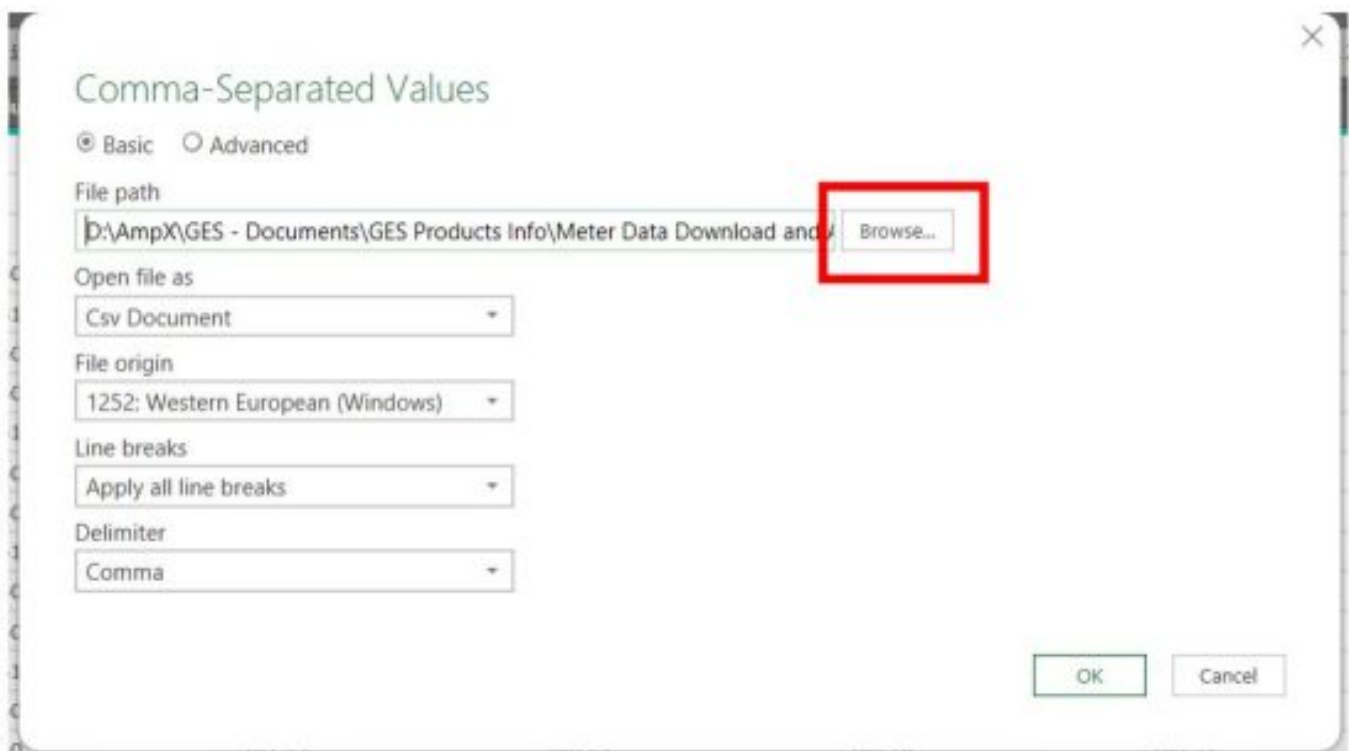 Comma-Separated Values
Basic Advanced
File path
D:\AmpX\GES - Documents\GES Products Info\Meter Data Download and Browse...
Open file as
Csv Document
File origin
1252: Western European (Windows)
Line breaks
Apply all line breaks
Delimiter
Comma
OK Cancel